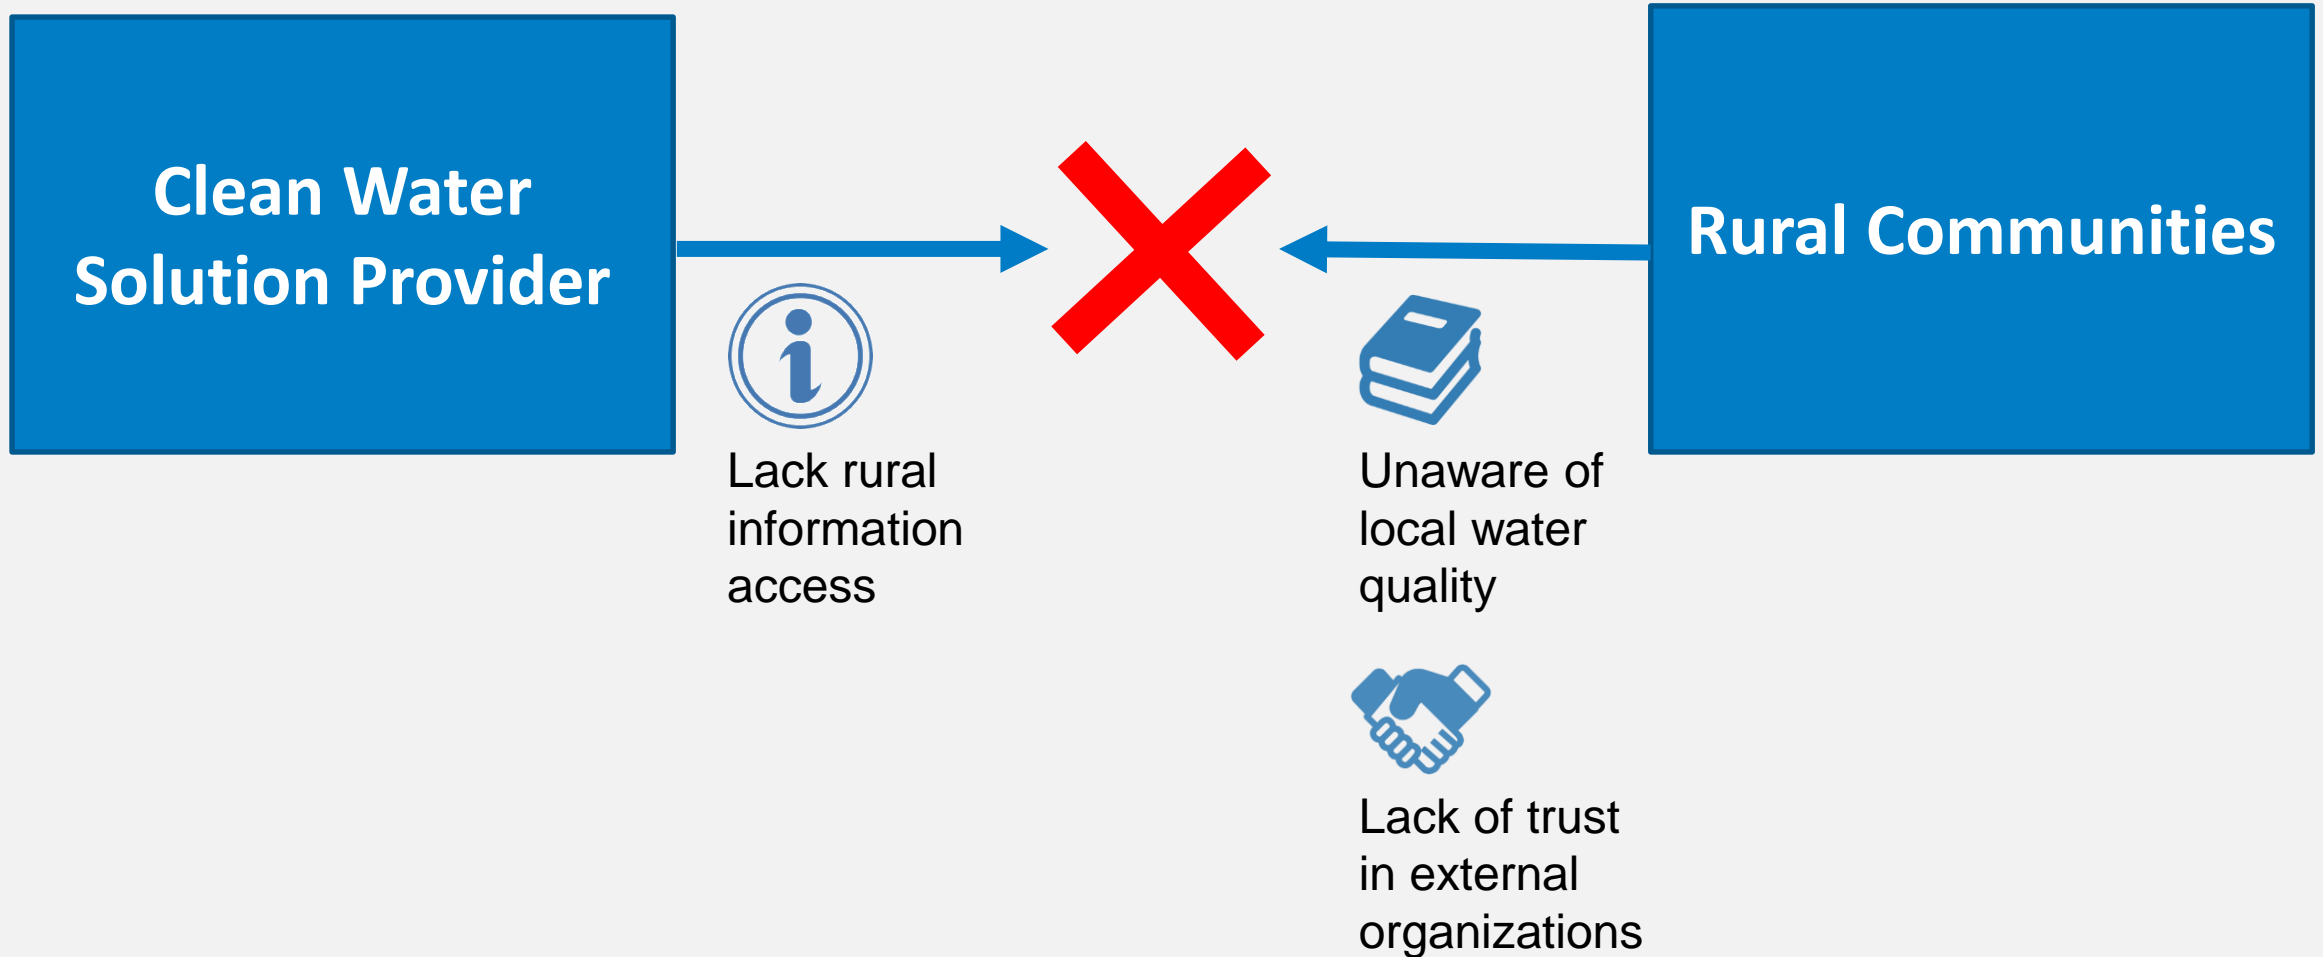 Clean Water
Solution Provider
Rural Communities
Lack rural
information
access
Unaware of
local water
quality
Lack of trust
in external
organizations